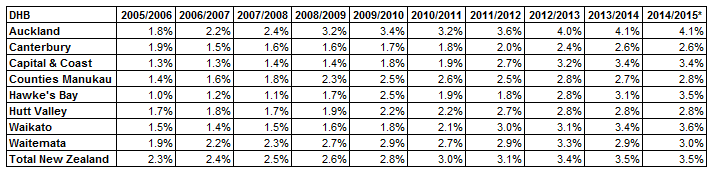 DHB 2005/2006 2006/2007 2007/2008 2008/2009 2009/2010 2010/2011 2011/2012 2012/2013 2013/2014 2014/2015*
Auckland 1.8% 2.2% 2.4% 3.2% 3.4% 3.2% 3.6% 4.0% 4.1% 4.1%
Canterbury 1.9% 1.5% 1.6% 1.6% 1.7% 1.8% 2.0% 2.4% 2.6% 2.6%
Capital & Coast 1.3% 1.3% 1.4% 1.4% 1.8% 1.9% 2.7% 3.2% 3.4% 3.4%
Counties Manukau 1.4% 1.6% 1.8% 2.3% 2.5% 2.6% 2.5% 2.8% 2.7% 2.8%
Hawke's Bay 1.0% 1.2% 1.1% 1.7% 2.5% 1.9% 1.8% 2.8% 3.1% 3.5%
Hutt Valley 1.7% 1.8% 1.7% 1.9% 2.2% 2.2% 2.7% 2.8% 2.8% 2.8%
Waikato 1.5% 1.4% 1.5% 1.6% 1.8% 2.1% 3.0% 3.1% 3.4% 3.6%
Waitemata 1.9% 2.2% 2.3% 2.7% 2.9% 2.7% 2.9% 3.3% 2.9% 3.0%
Total New Zealand 2.3% 2.4% 2.5% 2.6% 2.8% 3.0% 3.1% 3.4% 3.5% 3.5%